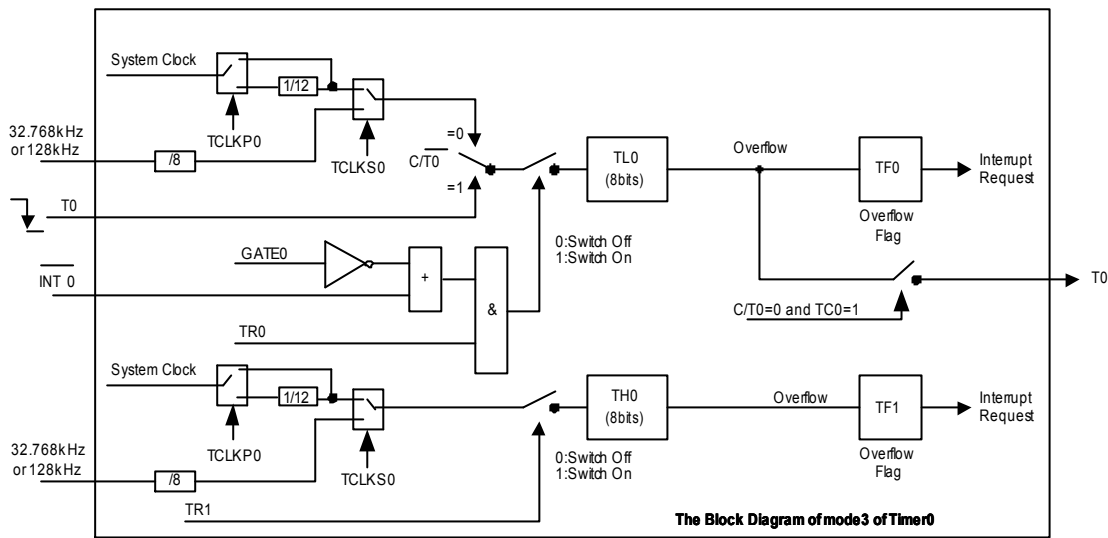 System Clock
1/12
TCLKP0
32.768kHz
or 128kHz
/8
TCLKS0
=0
C/T0
=1
T0
TL0
(8bits)
Overflow
TF0
Interrupt
Request
Overflow
Flag
0:Switch Off
1:Switch On
GATE0
INT 0
+
&
TR0
C/T0=0 and TC0=1
T0
System Clock
1/12
TCLKP0
32.768kHz
or 128kHz
/8
TCLKS0
TR1
0:Switch Off
1:Switch On
TH0
(8bits)
Overflow
TF1
Interrupt
Request
Overflow
Flag
The Block Diagram of mode3 of Timer0